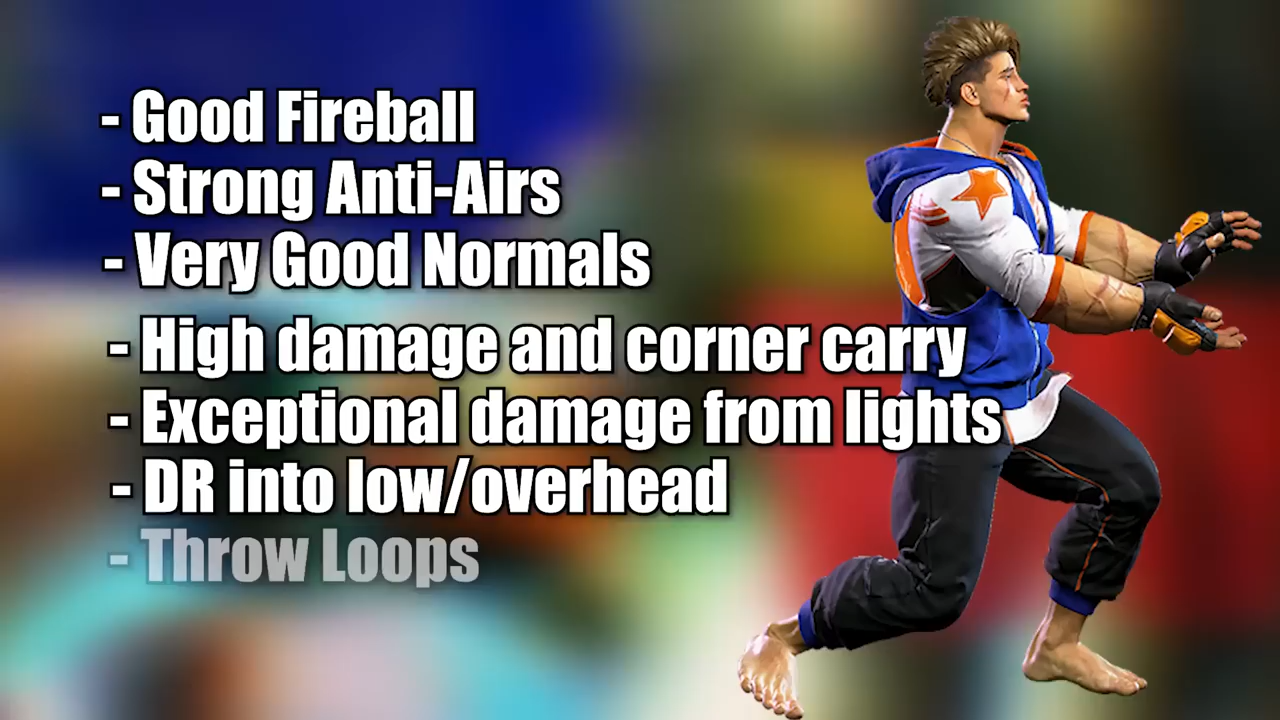 - Good Fireball
- Strong Anti-Airs
- Very Good Normals
- High damage and corner carry
- Exceptional damage from lights
- DR into low/overhead
- Throw Loops